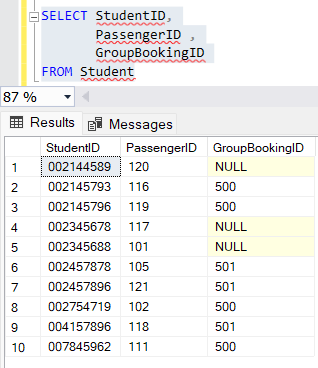 SELECT StudentID,
PassengerID ,
GroupBookingID
FROM Student
87 %
Results Messages
StudentID PassengerID GroupBookingID
1 002144589 120 NULL
2 002145793 116 500
3 002145796 119 500
4 002345678 117 NULL
5 002345688 101 NULL
6 002457878 105 501
7 002457896 121 501
8 002754719 102 500
9 004157896 118 501
10 007845962 111 500